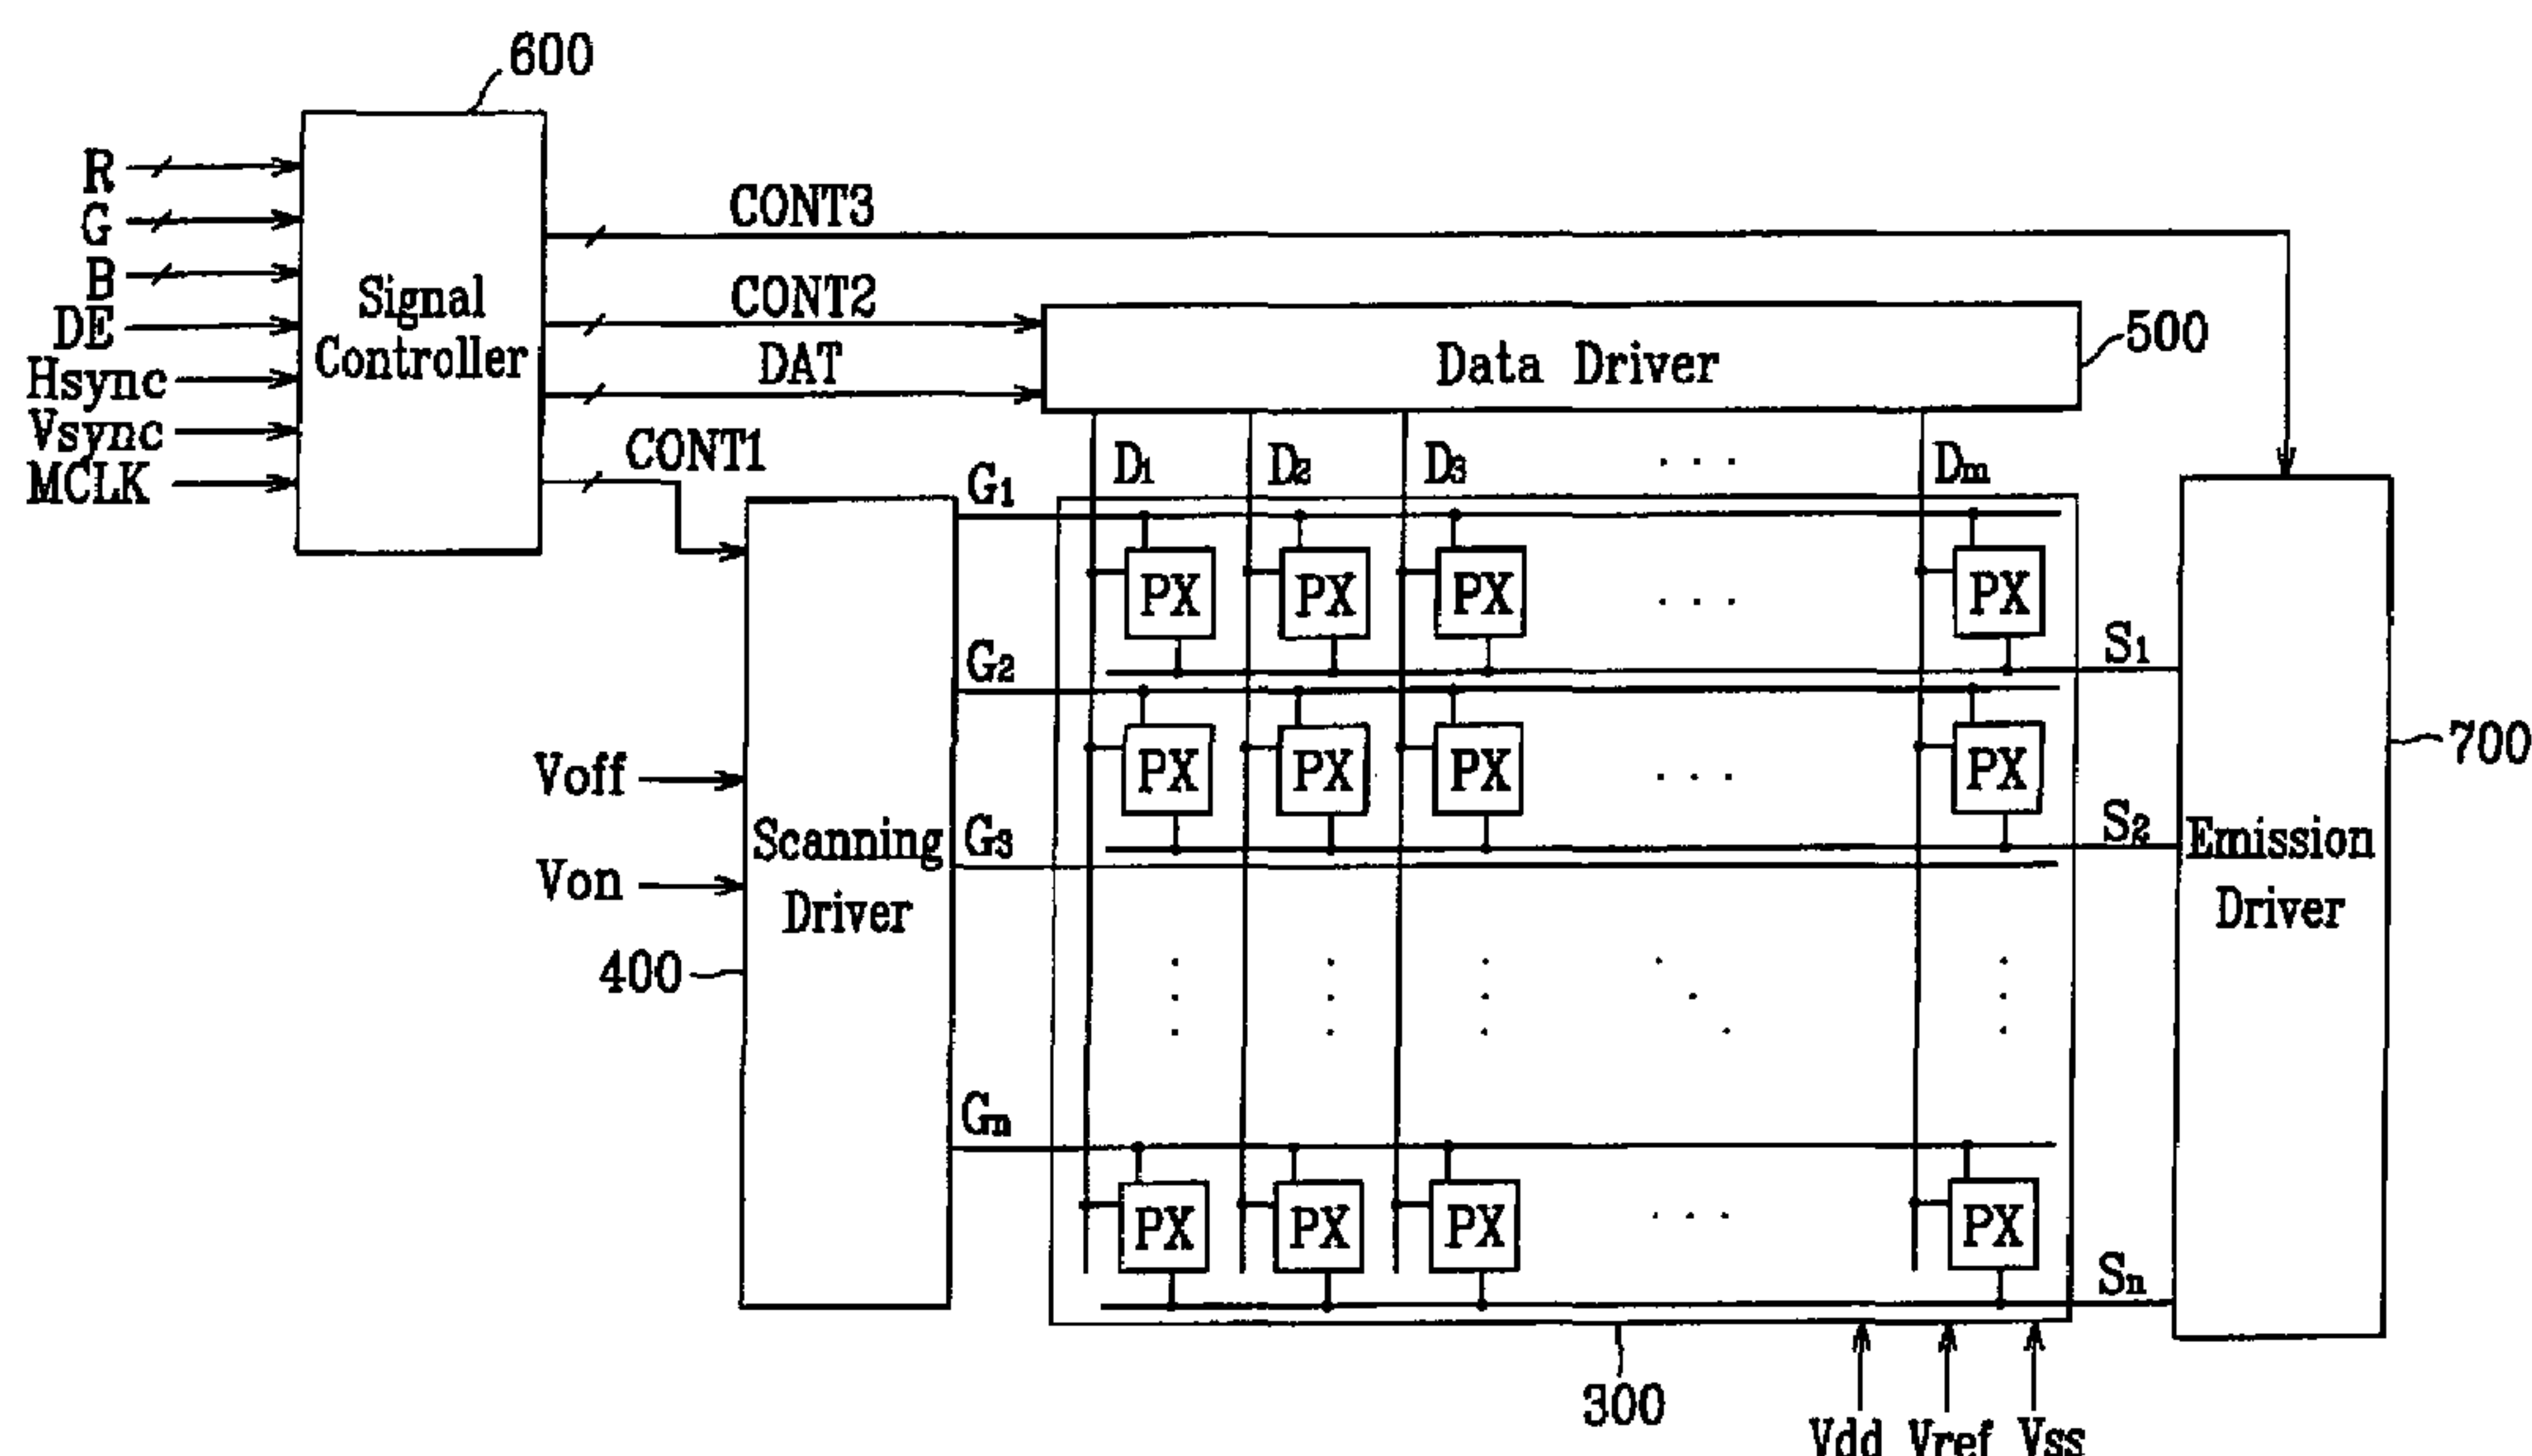 600
R
G
B
DE
Hsync
Vsync
MCLK
Signal
Controller
CONT3
CONT2
DAT
CONT1
Data Driver
500
D1
D2
D3
. . .
Dm
G1
PX
PX
PX
. . .
PX
S1
G2
PX
PX
PX
. . .
PX
S2
G3
Voff
Von
Scanning
Driver
400
Emission
Driver
700
Gn
PX
PX
PX
. . .
PX
Sn
300
Vdd
Vref
Vss